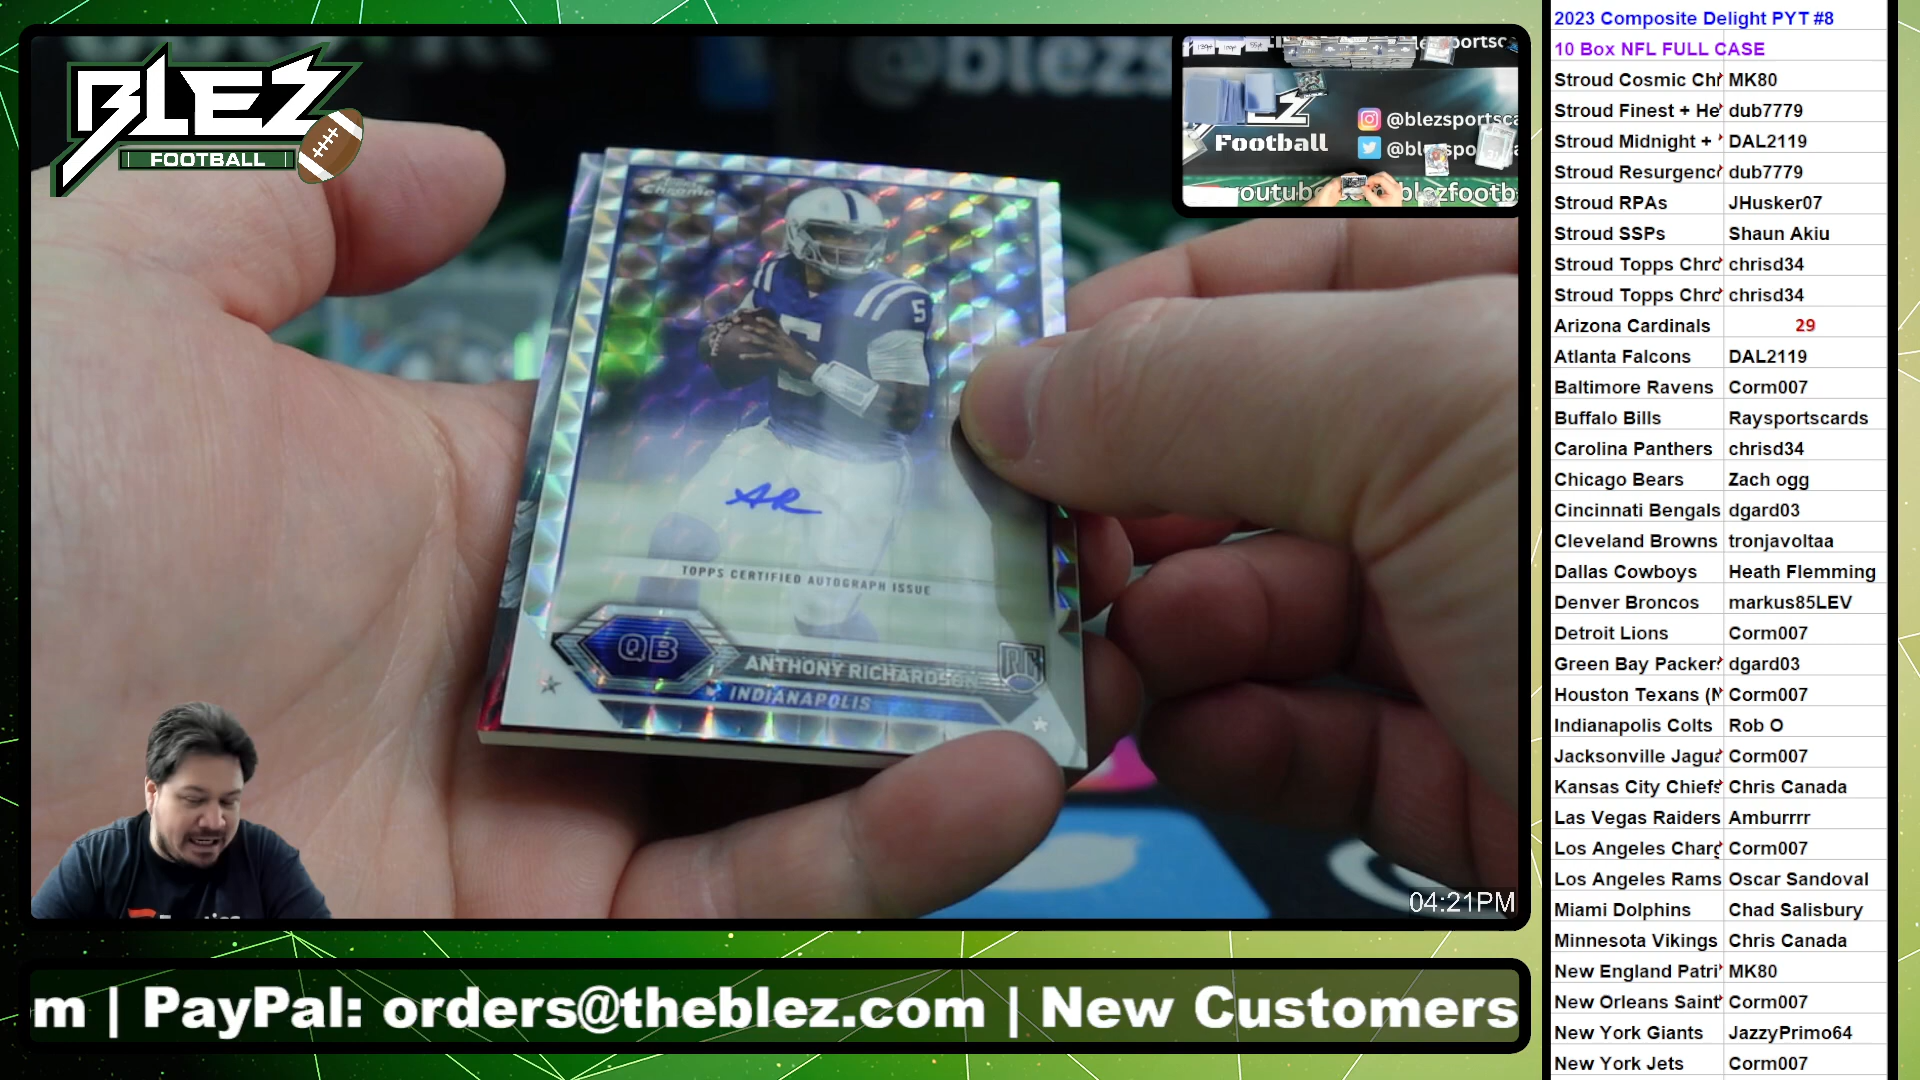 BLEZ
FOOTBALL
Chrome
5
AR
TOPPS CERTIFIED AUTOGRAPH ISSUE
QB
ANTHONY RICHARDSON
RC
INDIANAPOLIS
Football
@blezsportsca
04:21PM
m | PayPal: orders@theblez.com | New Customers
2023 Composite Delight PYT #8
10 Box NFL FULL CASE
Stroud Cosmic Chr MK80
Stroud Finest + He dub7779
Stroud Midnight + DAL2119
Stroud Resurgenc dub7779
Stroud RPAs JHusker07
Stroud SSPs Shaun Akiu
Stroud Topps Chro chrisd34
Stroud Topps Chro chrisd34
Arizona Cardinals 29
Atlanta Falcons DAL2119
Baltimore Ravens Corm007
Buffalo Bills Raysportscards
Carolina Panthers chrisd34
Chicago Bears Zach ogg
Cincinnati Bengals dgard03
Cleveland Browns tronjavoltaa
Dallas Cowboys Heath Flemming
Denver Broncos markus85LEV
Detroit Lions Corm007
Green Bay Packer dgard03
Houston Texans (N Corm007
Indianapolis Colts Rob O
Jacksonville Jagua Corm007
Kansas City Chiefs Chris Canada
Las Vegas Raiders Amburrrr
Los Angeles Charg Corm007
Los Angeles Rams Oscar Sandoval
Miami Dolphins Chad Salisbury
Minnesota Vikings Chris Canada
New England Patri MK80
New Orleans Saint Corm007
New York Giants JazzyPrimo64
New York Jets Corm007